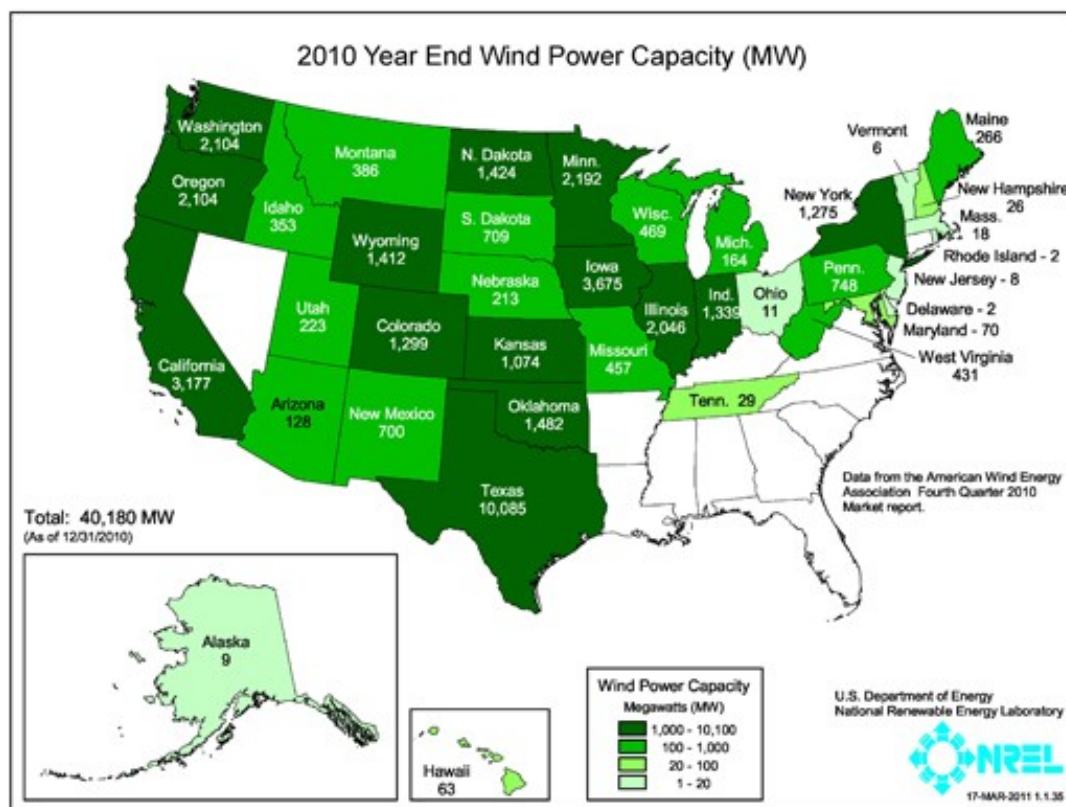 2010 Year End Wind Power Capacity (MW)
Washington
2,104
Oregon
2,104
California
3,177
Idaho
353
Montana
386
Wyoming
1,412
Utah
223
Colorado
1,299
Arizona
128
New Mexico
700
N. Dakota
1,424
S. Dakota
709
Nebraska
213
Kansas
1,074
Oklahoma
1,482
Texas
10,085
Minn.
2,192
Iowa
3,675
Missouri
457
Wisc.
469
Illinois
2,046
Mich.
164
Ind.
1,339
Ohio
11
Tenn. 29
Penn.
748
New York
1,275
Vermont
6
Maine
266
New Hampshire
26
Mass.
18
Rhode Island - 2
New Jersey - 8
Delaware - 2
Maryland - 70
West Virginia
431
Data from the American Wind Energy
Association Fourth Quarter 2010
Market report.
Total: 40,180 MW
(As of 12/31/2010)
Alaska
9
Hawaii
63
Wind Power Capacity
Megawatts (MW)
1,000 - 10,100
100 - 1,000
20 - 100
1 - 20
U.S. Department of Energy
National Renewable Energy Laboratory
NREL
17-MAR-2011 1.1.35